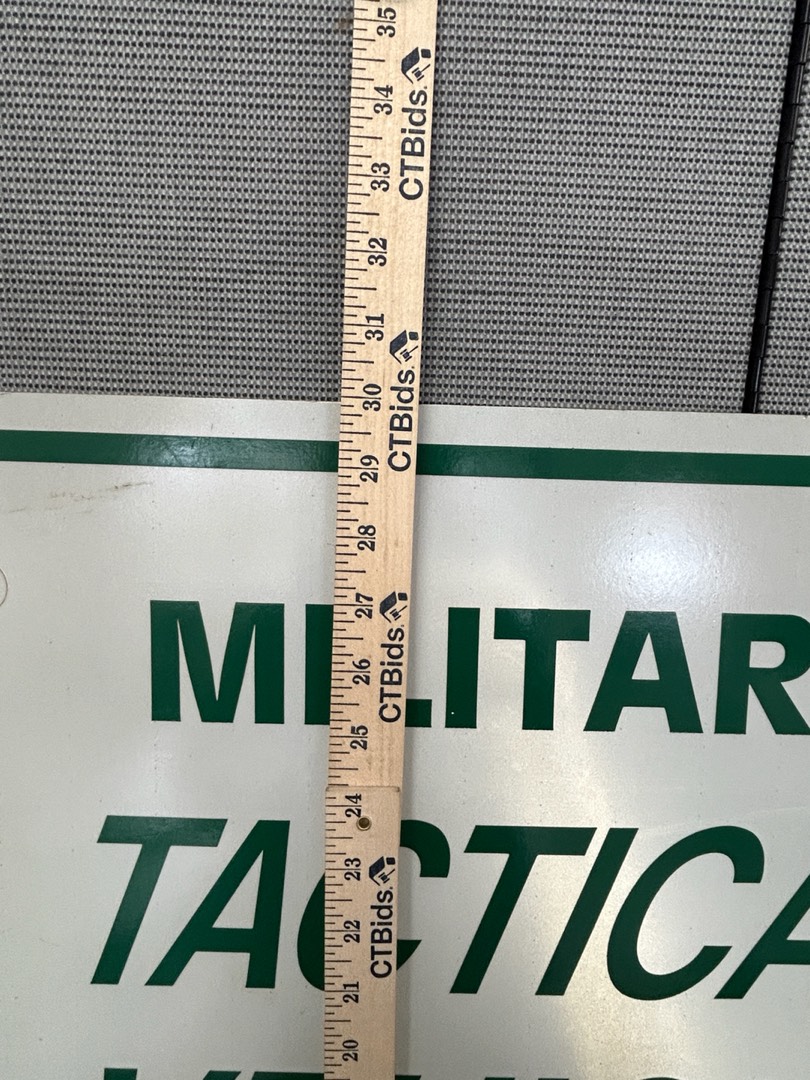 35
34
CTBids.
33
32
31
30
CTBids.
29
28
27
26
CTBids.
25
24
23
22
CTBids.
21
20
MILITAR
TACTICA